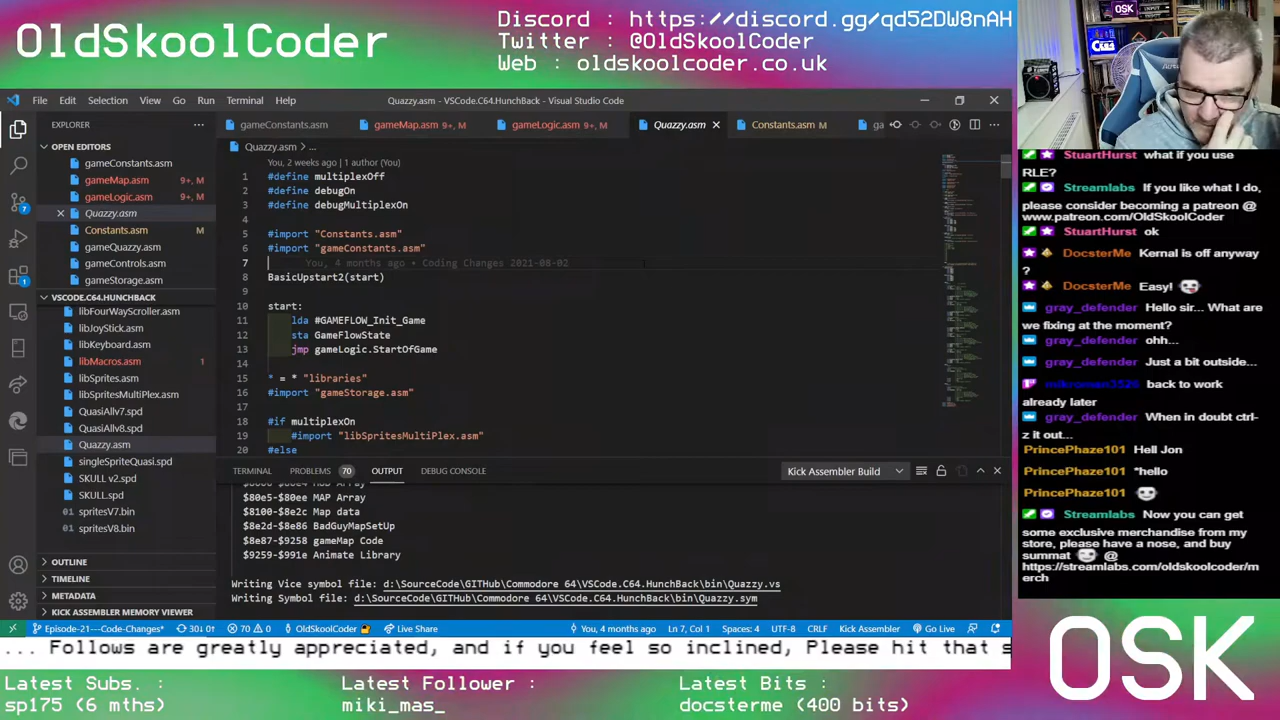 OldSkoolCoder
Discord : https://discord.gg/qd52DW8nAH
Twitter : @OldSkoolCoder
Web : oldskoolcoder.co.uk
OSK
File Edit Selection View Go Run Terminal Help
Quazzy.asm - VSCode.C64.HunchBack - Visual Studio Code
EXPLORER
gameConstants.asm
gameMap.asm 9+, M
gameLogic.asm 9+, M
Quazzy.asm
Constants.asm M
ga
OPEN EDITORS
gameConstants.asm
gameMap.asm 9+, M
gameLogic.asm 9+, M
Quazzy.asm
Constants.asm M
gameQuazzy.asm
gameControls.asm
gameStorage.asm
VSCODE.C64.HUNCHBACK
libFourWayScroller.asm
libJoyStick.asm
libKeyboard.asm
libMacros.asm 1
libSprites.asm
libSpritesMultiPlex.asm
QuasiAllv7.spd
QuasiAllv8.spd
Quazzy.asm
singleSpriteQuasi.spd
SKULL v2.spd
SKULL.spd
spritesV7.bin
spritesV8.bin
OUTLINE
TIMELINE
METADATA
KICK ASSEMBLER MEMORY VIEWER
Quazzy.asm > ...
You, 2 weeks ago | 1 author (You)
1 #define multiplexOff
2 #define debugOn
3 #define debugMultiplexOn
4
5 #import "Constants.asm"
6 #import "gameConstants.asm"
7 You, 4 months ago • Coding Changes 2021-08-02
8 BasicUpstart2(start)
9
10 start:
11 lda #GAMEFLOW_Init_Game
12 sta GameFlowState
13 jmp gameLogic.StartOfGame
14
15 * = * "libraries"
16 #import "gameStorage.asm"
17
18 #if multiplexOn
19 #import "libSpritesMultiPlex.asm"
20 #else
TERMINAL PROBLEMS 70 OUTPUT DEBUG CONSOLE
Kick Assembler Build
$80e5-$80ee MAP Array
$8100-$8e2c Map data
$8e2d-$8e86 BadGuyMapSetUp
$8e87-$9258 gameMap Code
$9259-$991e Animate Library
Writing Vice symbol file: d:\SourceCode\GITHub\Commodore 64\VSCode.C64.HunchBack\bin\Quazzy.vs
Writing Symbol file: d:\SourceCode\GITHub\Commodore 64\VSCode.C64.HunchBack\bin\Quazzy.sym
Episode-21---Code-Changes* 30↓ 0↑ 70 0 OldSkoolCoder Live Share
You, 4 months ago Ln 7, Col 1 Spaces: 4 UTF-8 CRLF Kick Assembler Go Live
StuartHurst what if you use
RLE?
Streamlabs If you like what I do,
please consider becoming a patreon @
www.patreon.com/OldSkoolCoder
StuartHurst ok
DocsterMe Kernal is off anyway
?
DocsterMe Easy!
gray_defender Hello sir... What are
we fixing at the moment?
gray_defender ohh...
gray_defender Just a bit outside...
back to work
already later
gray_defender When in doubt ctrl-
z it out...
PrincePhaze101 Hell Jon
PrincePhaze101 *hello
PrincePhaze101
Streamlabs Now you can get
some exclusive merchandise from my
store, please have a nose, and buy
summat @
https://streamlabs.com/oldskoolcoder/m
erch
... Follows are greatly appreciated, and if you feel so inclined, Please hit that s
Latest Subs. :
sp175 (6 mths)
Latest Follower :
miki_mas_
Latest Bits :
docsterme (400 bits)
OSK